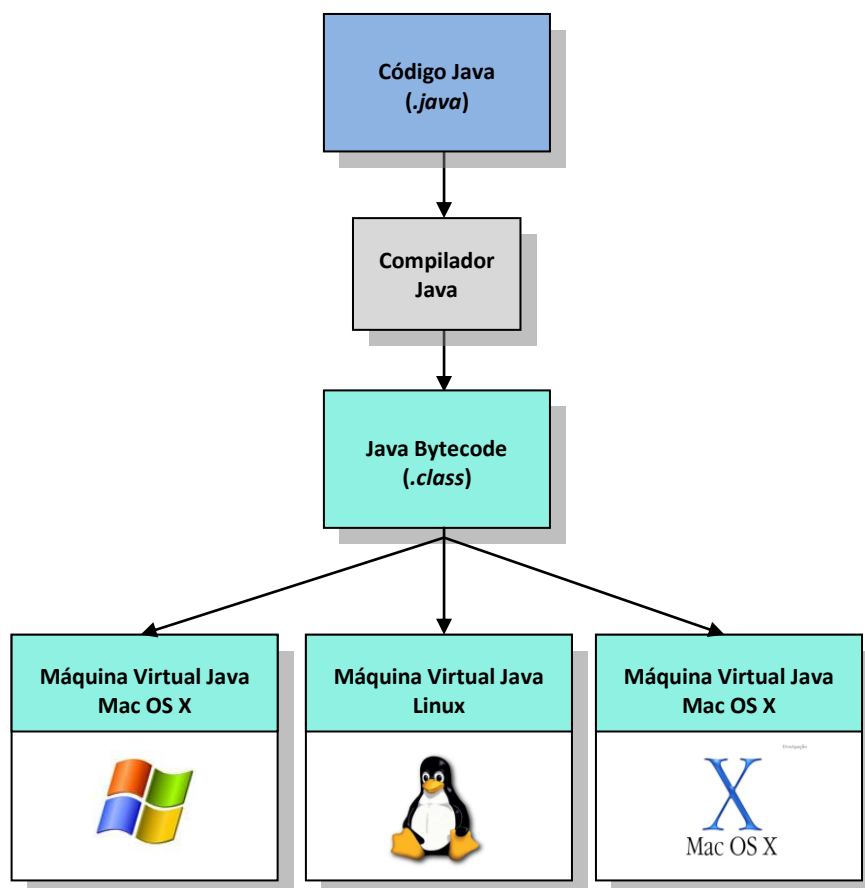 Código Java
(.java)
Compilador
Java
Java Bytecode
(.class)
Máquina Virtual Java
Mac OS X
Máquina Virtual Java
Linux
Máquina Virtual Java
Mac OS X
Divulgação
X
Mac OS X